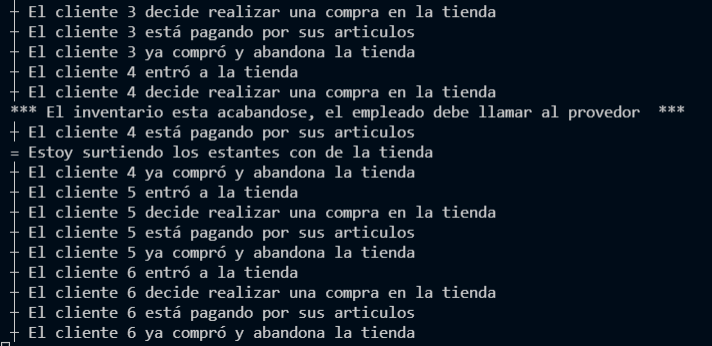 + El cliente 3 decide realizar una compra en la tienda
+ El cliente 3 está pagando por sus articulos
+ El cliente 3 ya compró y abandona la tienda
+ El cliente 4 entró a la tienda
+ El cliente 4 decide realizar una compra en la tienda
*** El inventario esta acabandose, el empleado debe llamar al provedor  ***
+ El cliente 4 está pagando por sus articulos
= Estoy surtiendo los estantes con de la tienda
+ El cliente 4 ya compró y abandona la tienda
+ El cliente 5 entró a la tienda
+ El cliente 5 decide realizar una compra en la tienda
+ El cliente 5 está pagando por sus articulos
+ El cliente 5 ya compró y abandona la tienda
+ El cliente 6 entró a la tienda
+ El cliente 6 decide realizar una compra en la tienda
+ El cliente 6 está pagando por sus articulos
+ El cliente 6 ya compró y abandona la tienda